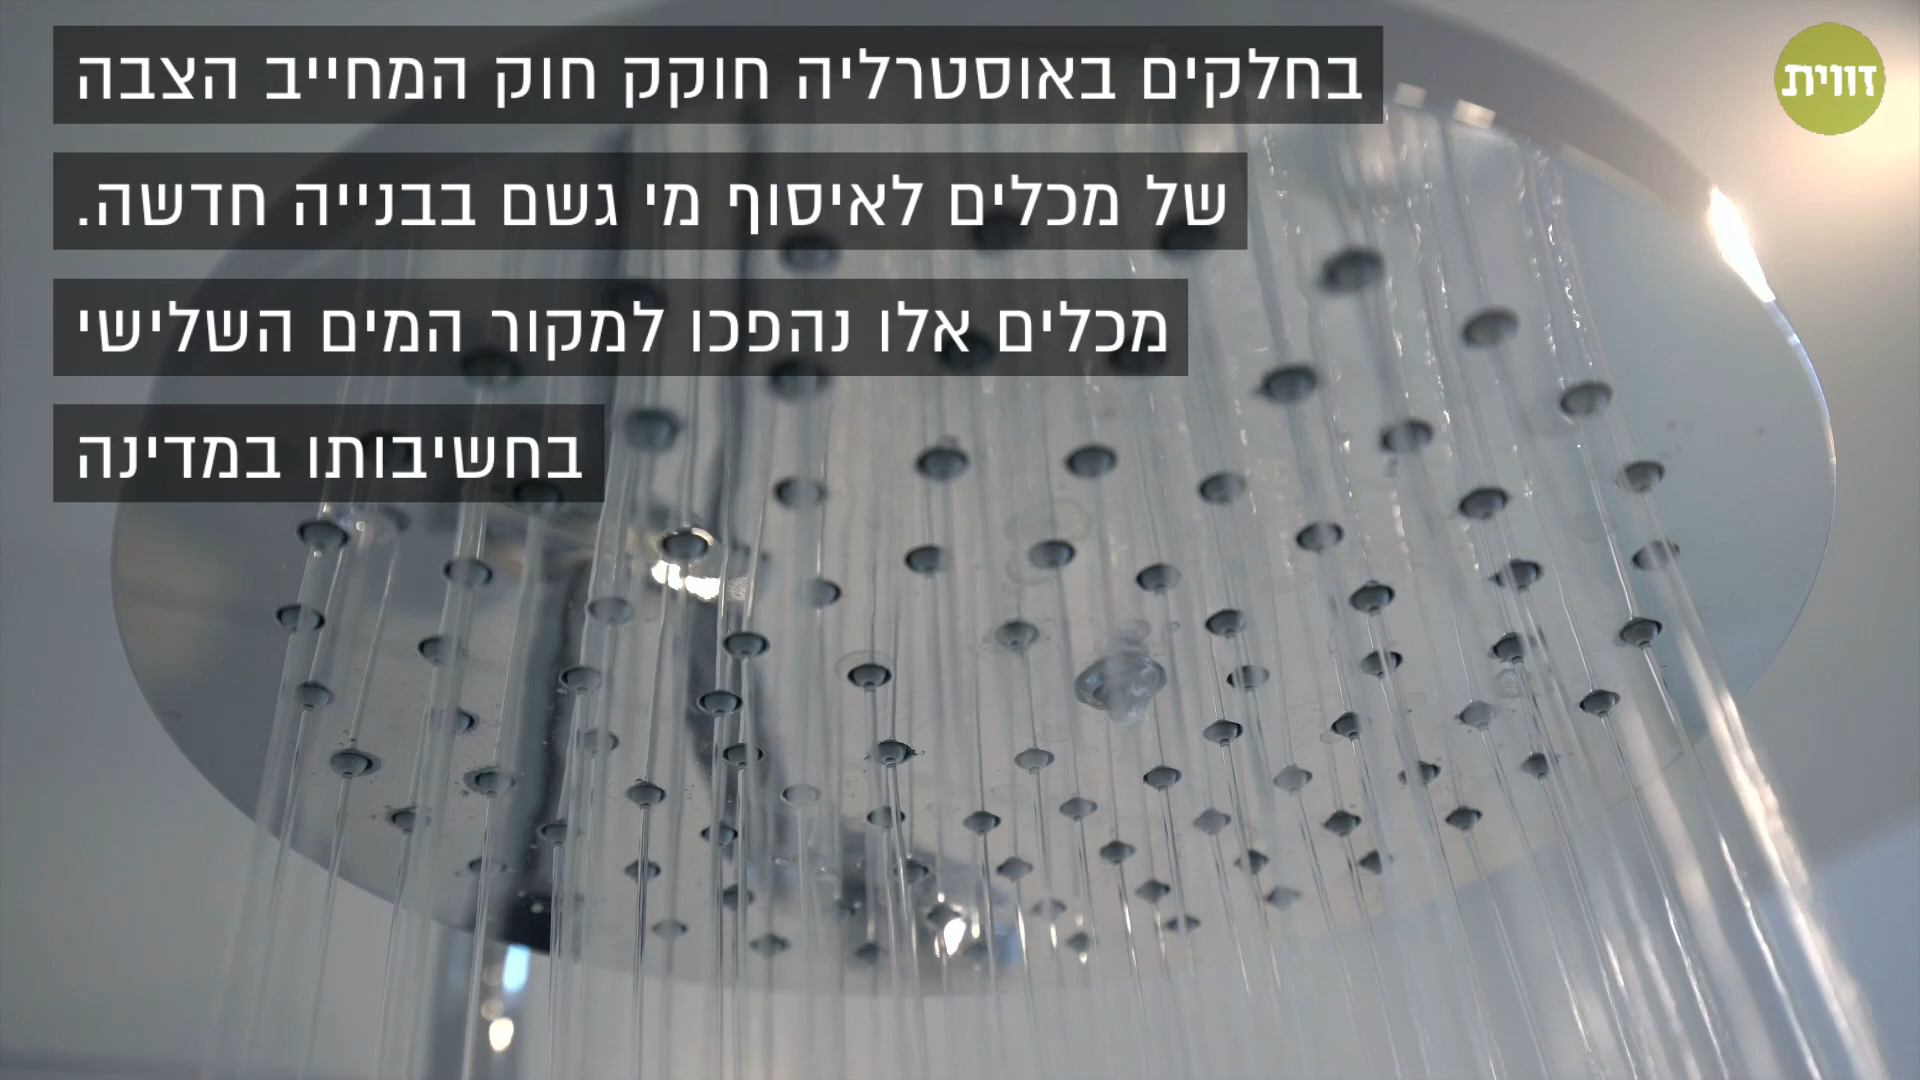 בחלקים באוסטרליה חוקק חוק המחייב הצבה
של מכלים לאיסוף מי גשם בבנייה חדשה.
מכלים אלו נהפכו למקור המים השלישי
בחשיבותו במדינה
זווית